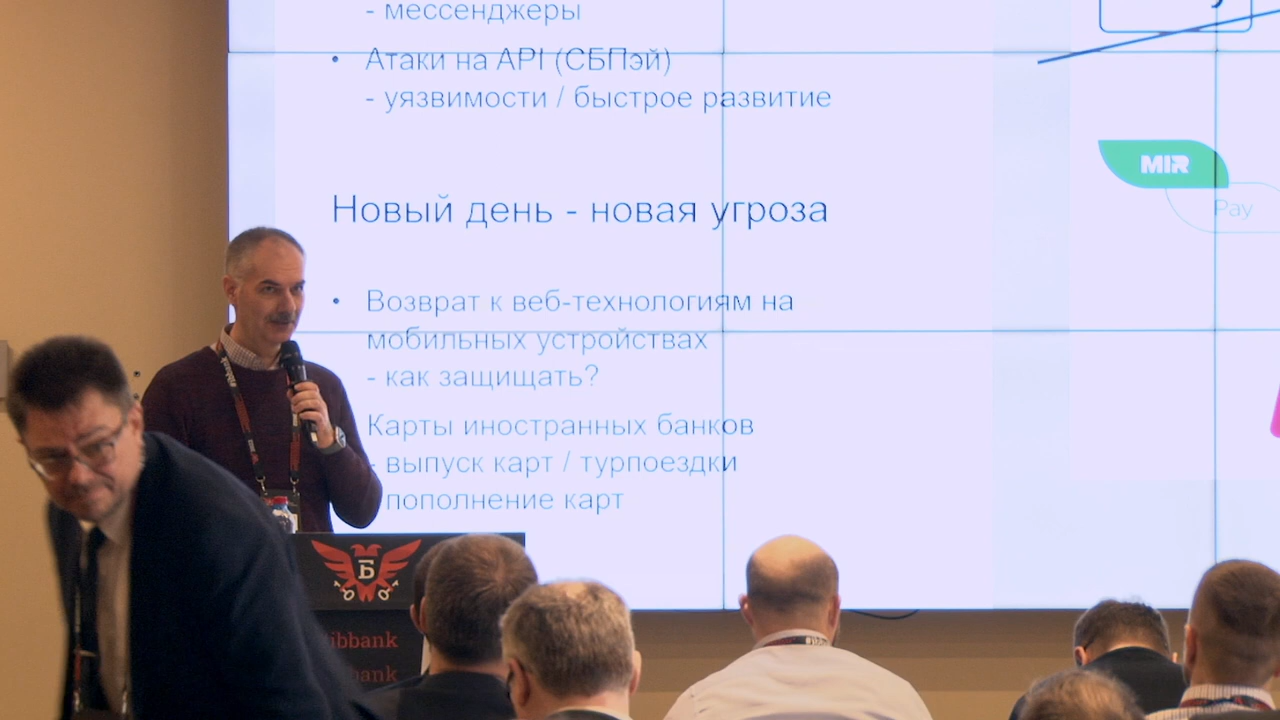 - мессенджеры
• Атаки на API (СБПэй)
- уязвимости / быстрое развитие
MIR
Pay
Новый день - новая угроза
• Возврат к веб-технологиям на
мобильных устройствах
- как защищать?
Карты иностранных банков
- выпуск карт / турпоездки
пополнение карт
Б
ibbank
ibbank